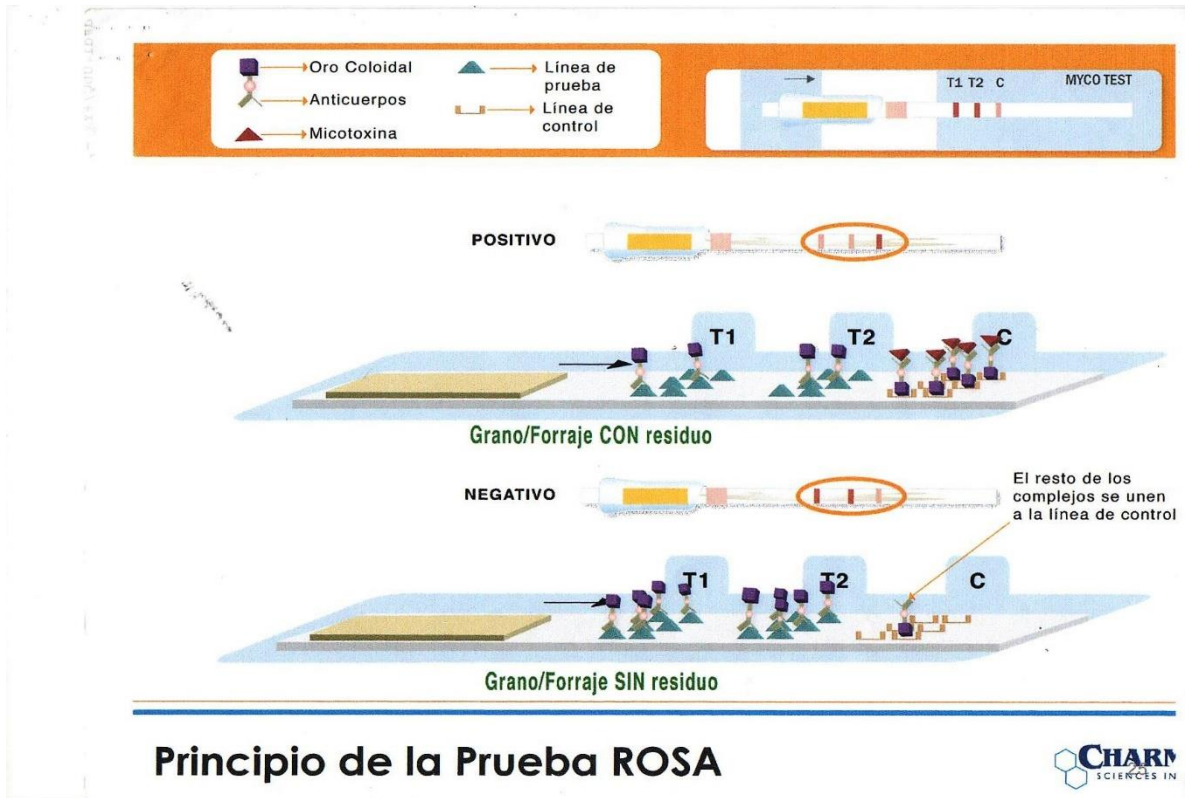 Oro Coloidal
Anticuerpos
Micotoxina
Línea de
prueba
Línea de
control
T1 T2 C
MYCO TEST
POSITIVO
T1
T2
C
Grano/Forraje CON residuo
NEGATIVO
El resto de los
complejos se unen
a la línea de control
T1
T2
C
Grano/Forraje SIN residuo
Principio de la Prueba ROSA
CHARM
SCIENCES IN
25